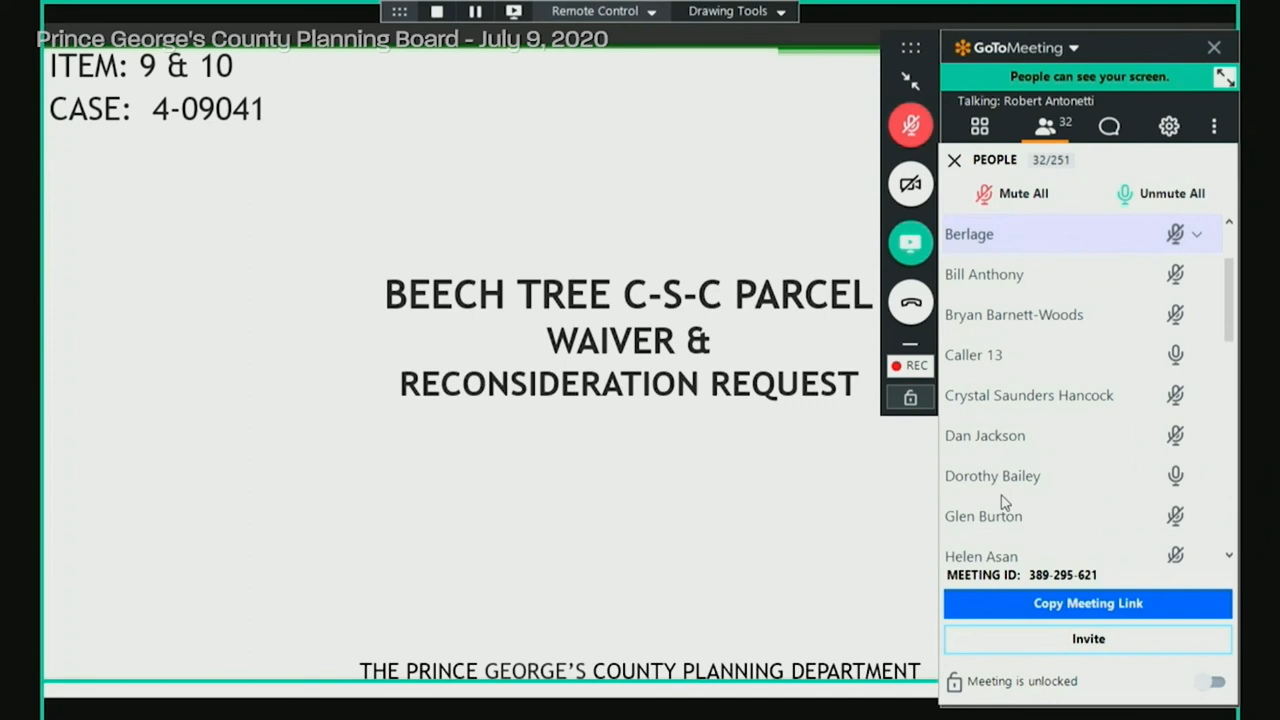 Remote Control
Drawing Tools
Prince George's County Planning Board - July 9, 2020
ITEM: 9 & 10
CASE: 4-09041
BEECH TREE C-S-C PARCEL
WAIVER &
RECONSIDERATION REQUEST
THE PRINCE GEORGE'S COUNTY PLANNING DEPARTMENT
REC
GoToMeeting
People can see your screen.
Talking: Robert Antonetti
32
PEOPLE 32/251
Mute All
Unmute All
Berlage
Bill Anthony
Bryan Barnett-Woods
Caller 13
Crystal Saunders Hancock
Dan Jackson
Dorothy Bailey
Glen Burton
Helen Asan
MEETING ID: 389-295-621
Copy Meeting Link
Invite
Meeting is unlocked